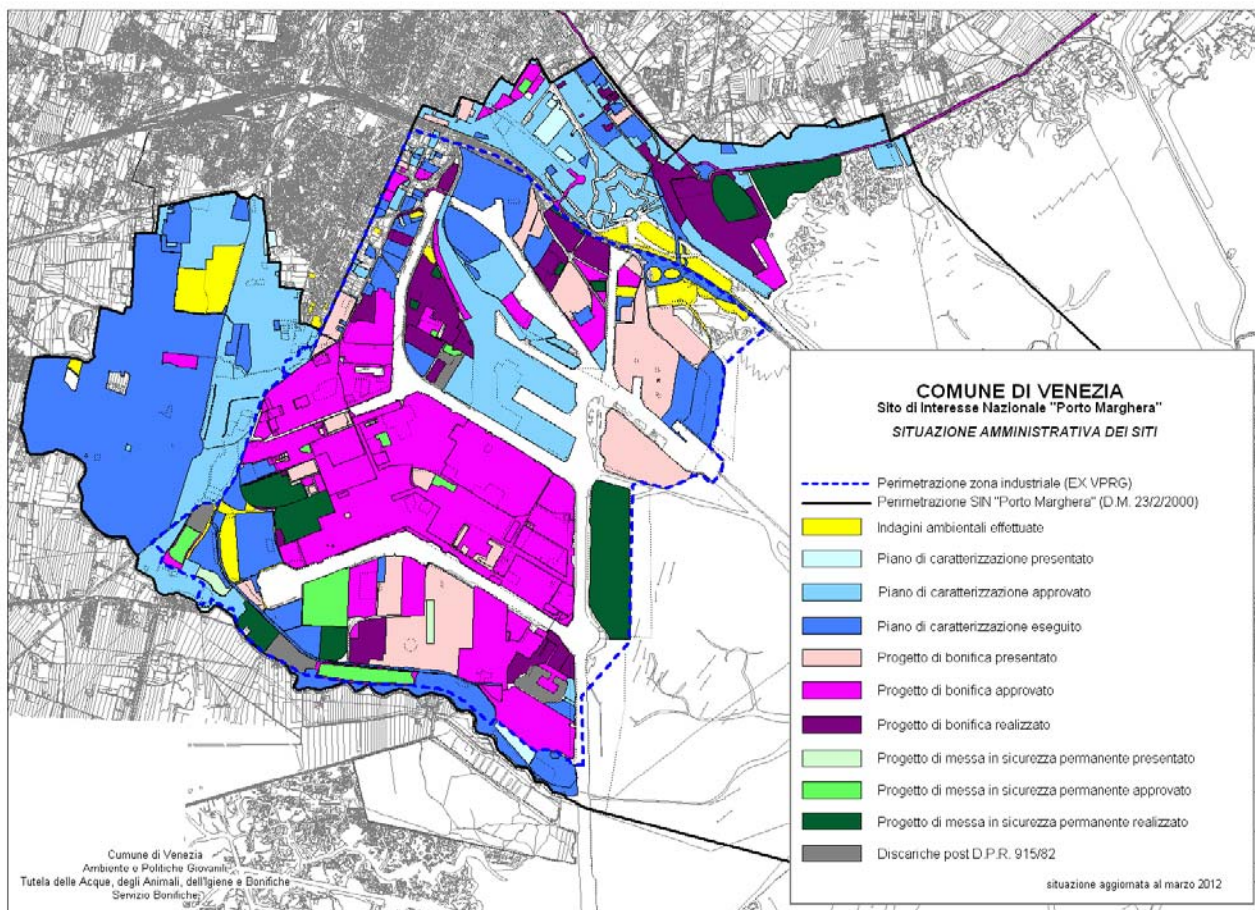 COMUNE DI VENEZIA
Sito di Interesse Nazionale "Porto Marghera"
SITUAZIONE AMMINISTRATIVA DEI SITI
Perimetrazione zona industriale (EX VPRG)
Perimetrazione SIN "Porto Marghera" (D.M. 23/2/2000)
Indagini ambientali effettuate
Piano di caratterizzazione presentato
Piano di caratterizzazione approvato
Piano di caratterizzazione eseguito
Progetto di bonifica presentato
Progetto di bonifica approvato
Progetto di bonifica realizzato
Progetto di messa in sicurezza permanente presentato
Progetto di messa in sicurezza permanente approvato
Progetto di messa in sicurezza permanente realizzato
Discariche post D.P.R. 915/82
situazione aggiornata al marzo 2012
Cumune di Venezia
Ambiente e Politiche Giovanili
Tutela delle Acque, degli Animali, dell'Igiene e Bonifiche
Servizio Bonifiche